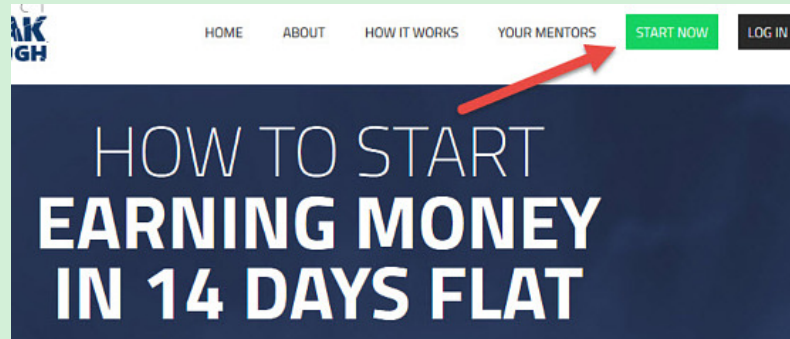 HOME ABOUT HOW IT WORKS YOUR MENTORS START NOW LOG IN
HOW TO START
EARNING MONEY
IN 14 DAYS FLAT